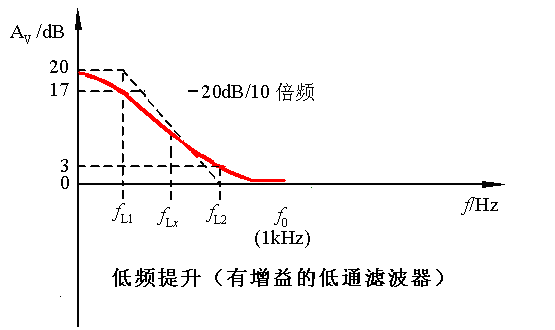 A_V /dB
20
17
−20dB/10 倍频
3
0
f_L1 f_Lx f_L2 f_0
f/Hz
(1kHz)
低频提升（有增益的低通滤波器）